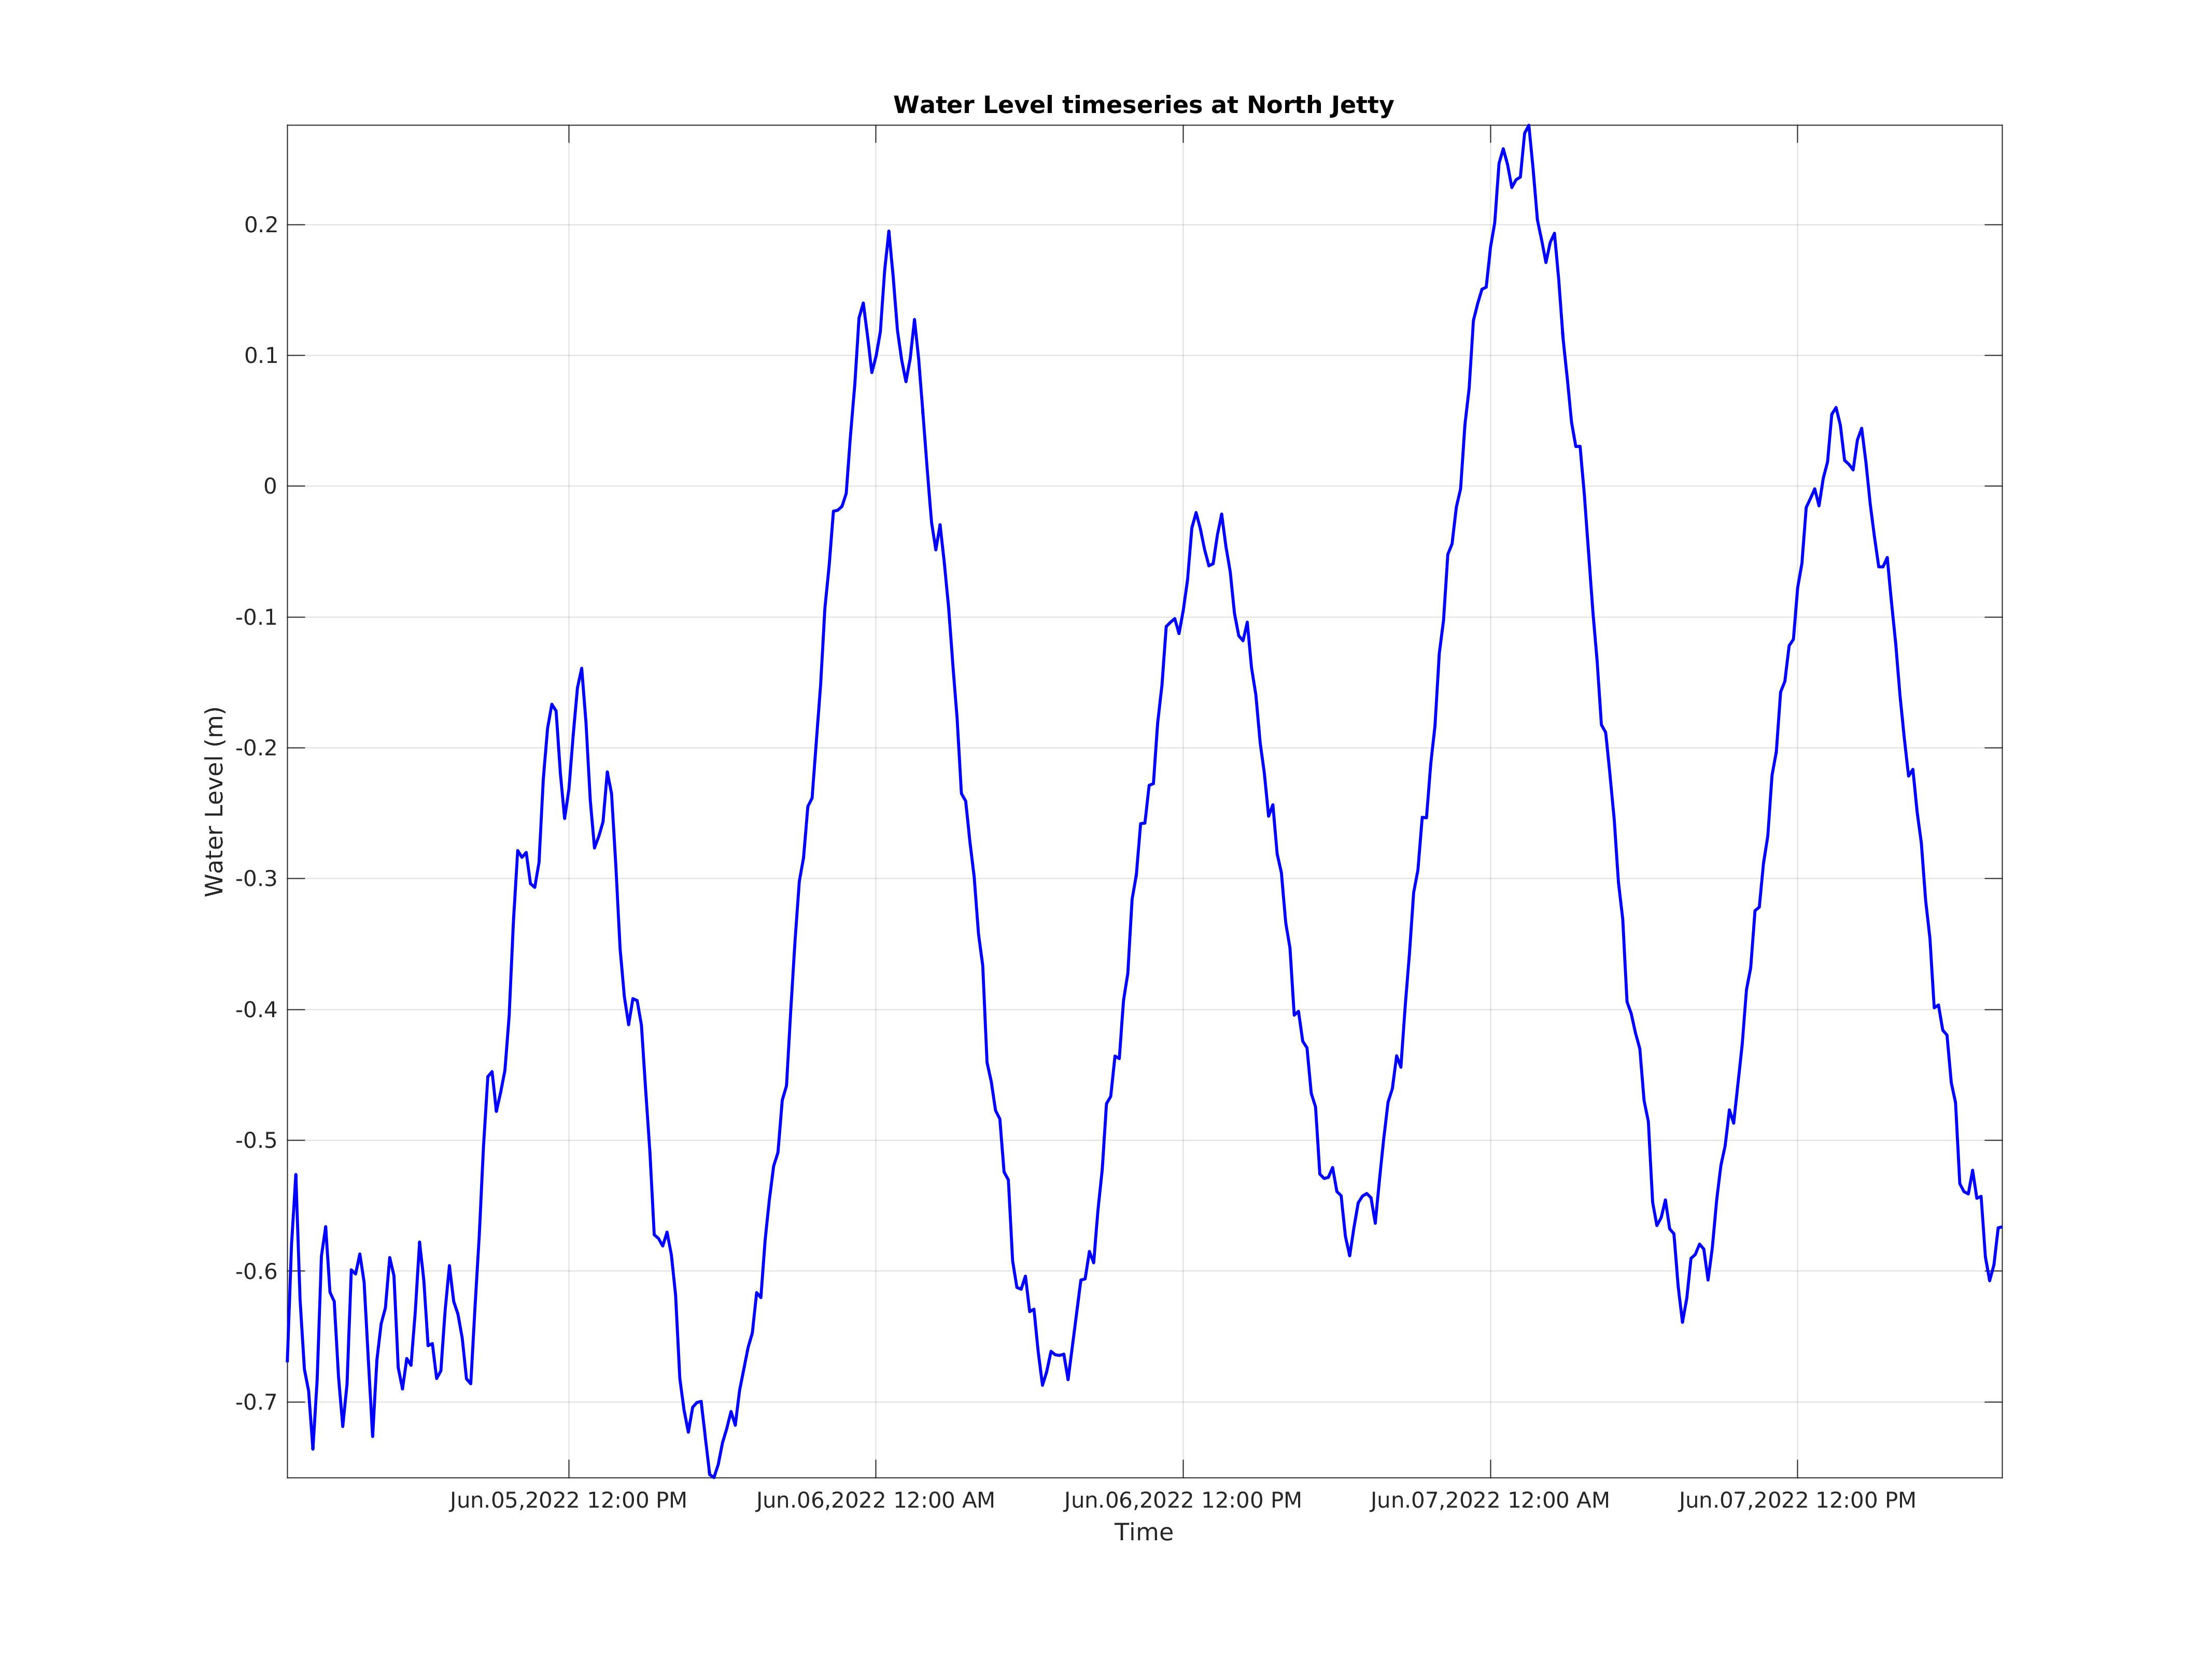 Water Level timeseries at North Jetty
0.2
0.1
0
-0.1
-0.2
-0.3
-0.4
-0.5
-0.6
-0.7
Water Level (m)
Jun.05,2022 12:00 PM
Jun.06,2022 12:00 AM
Jun.06,2022 12:00 PM
Jun.07,2022 12:00 AM
Jun.07,2022 12:00 PM
Time